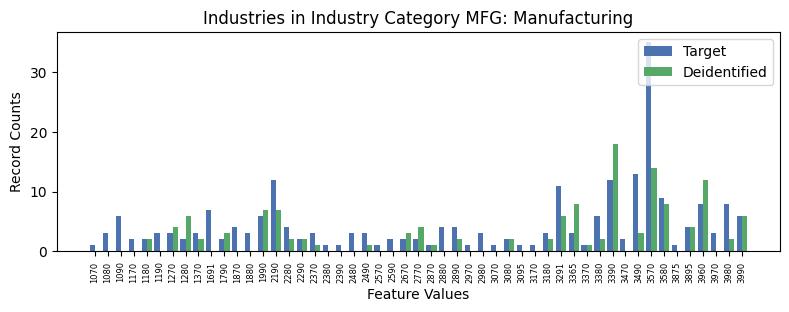 Industries in Industry Category MFG: Manufacturing
Target
Deidentified
Record Counts
30
20
10
0
1070 1080 1090 1170 1180 1190 1270 1280 1370 1691 1790 1870 1880 1990 2190 2280 2290 2370 2380 2390 2480 2490 2570 2590 2670 2770 2870 2880 2890 2970 2980 3070 3080 3095 3170 3180 3291 3365 3370 3380 3390 3470 3490 3570 3580 3875 3895 3960 3970 3980 3990
Feature Values